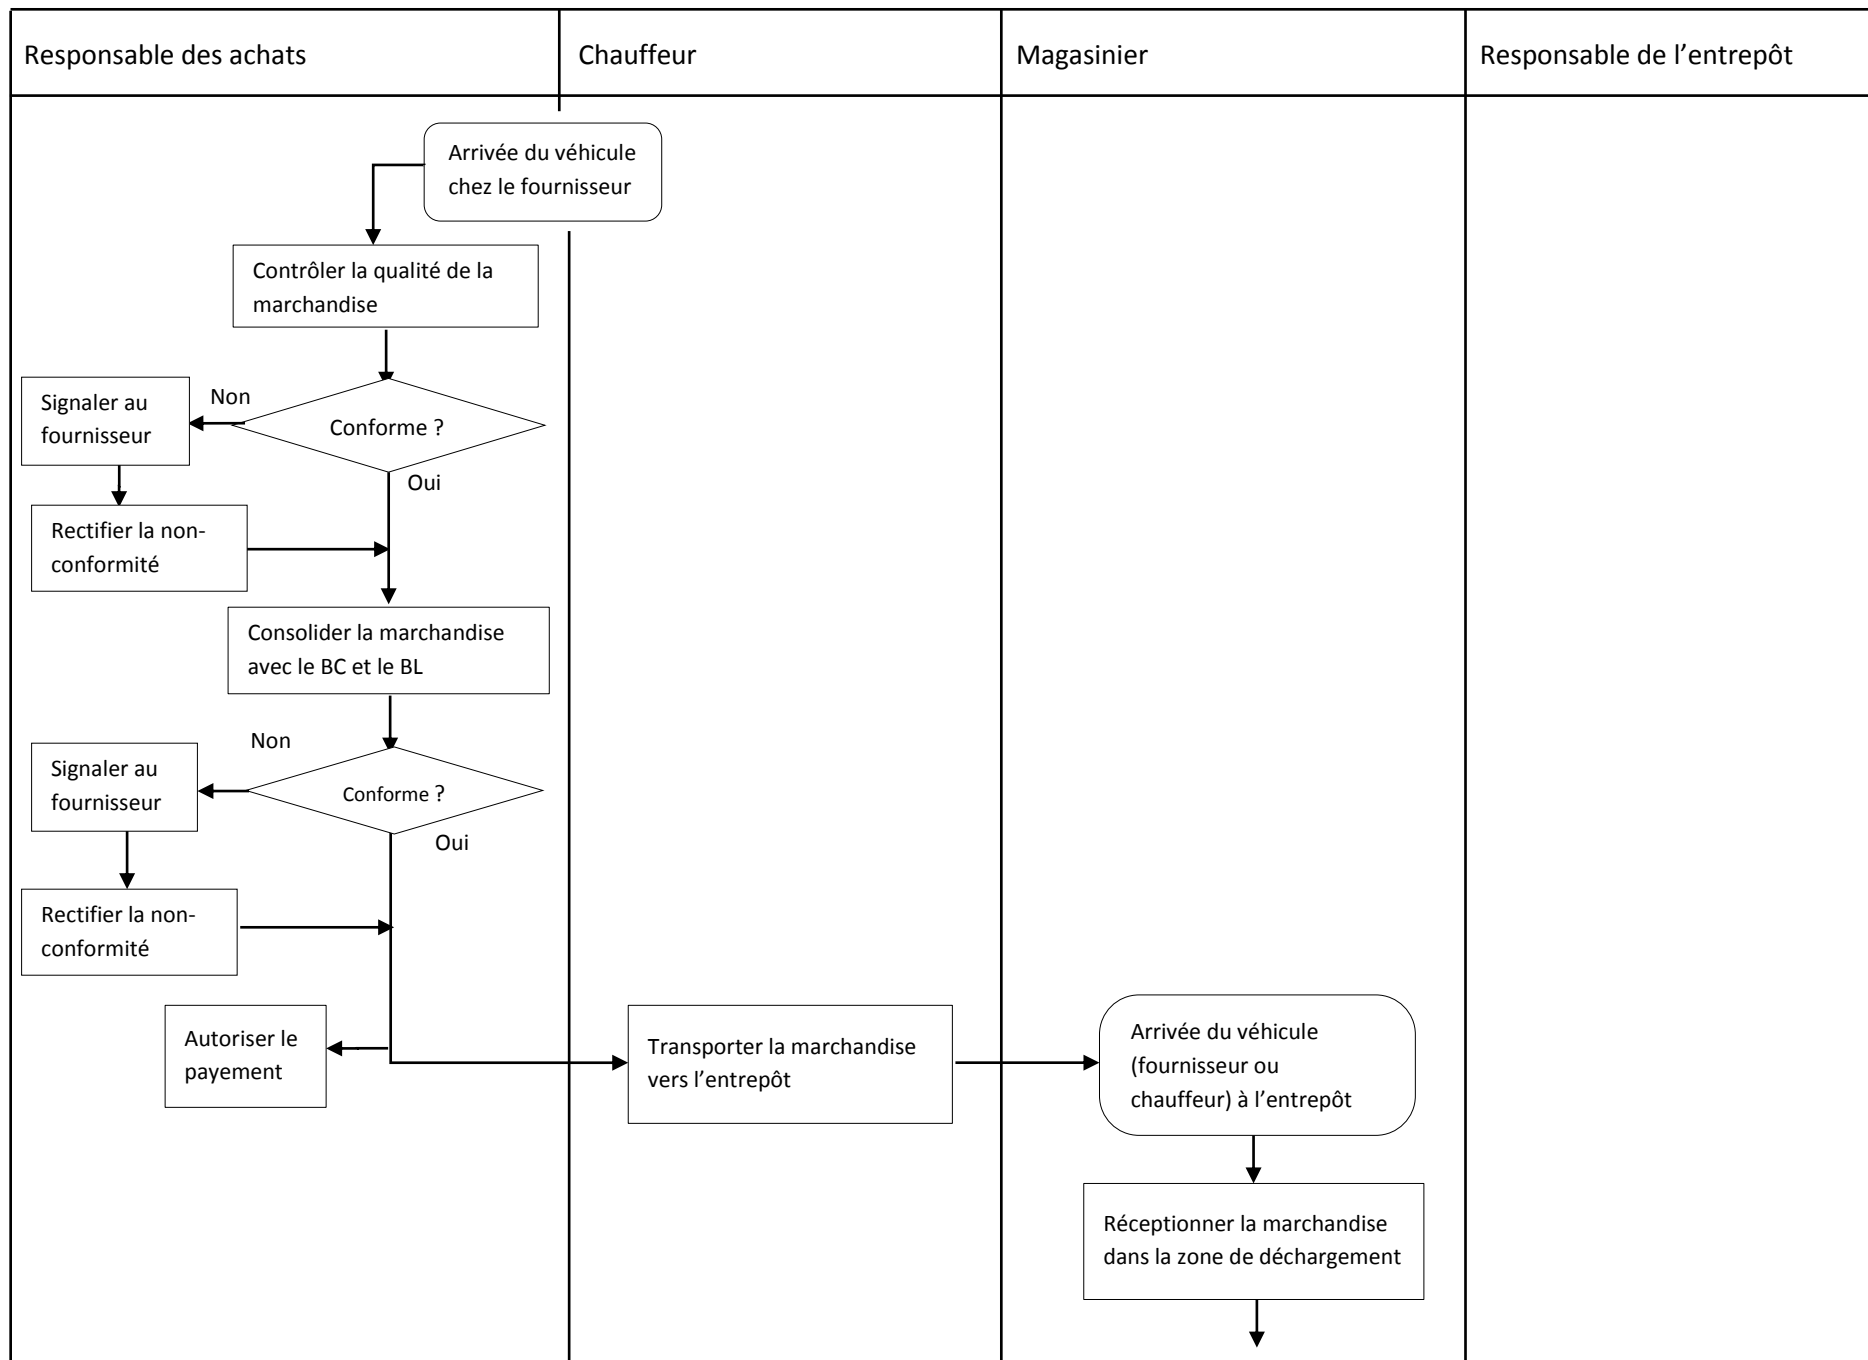 Responsable des achats
Chauffeur
Magasinier
Responsable de l’entrepôt
Arrivée du véhicule
chez le fournisseur
Contrôler la qualité de la
marchandise
Signaler au
fournisseur
Non
Conforme ?
Oui
Rectifier la non-
conformité
Consolider la marchandise
avec le BC et le BL
Non
Signaler au
fournisseur
Conforme ?
Oui
Rectifier la non-
conformité
Autoriser le
payement
Transporter la marchandise
vers l’entrepôt
Arrivée du véhicule
(fournisseur ou
chauffeur) à l’entrepôt
Réceptionner la marchandise
dans la zone de déchargement